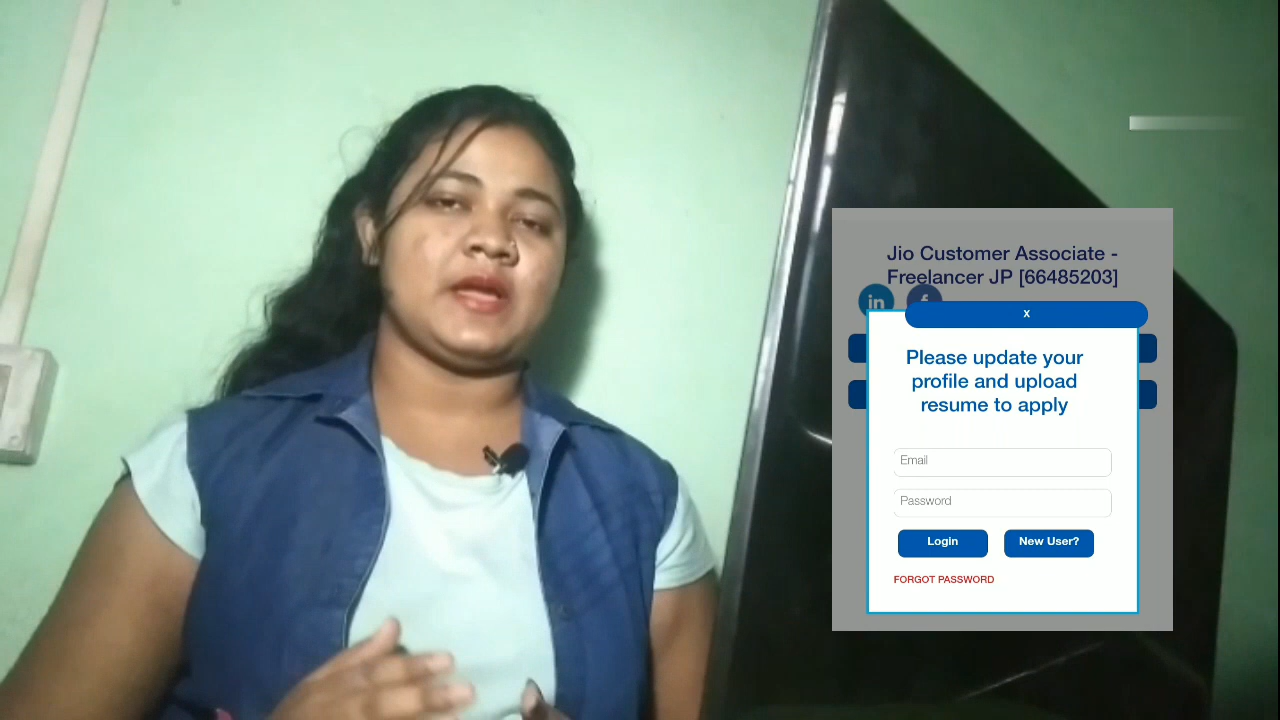 Jio Customer Associate -
Freelancer JP [66485203]
in f
x
Please update your
profile and upload
resume to apply
Email
Password
Login New User?
FORGOT PASSWORD